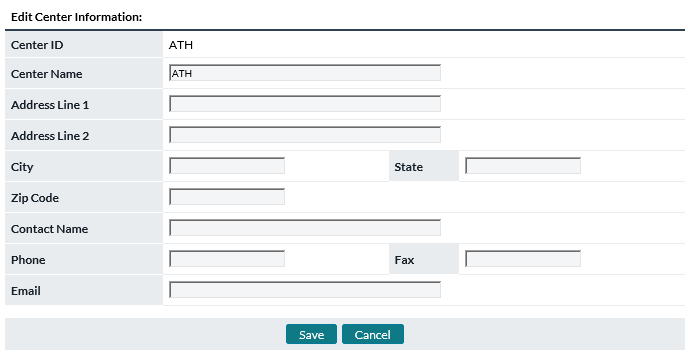 Edit Center Information:
Center ID ATH
Center Name ATH
Address Line 1
Address Line 2
City State
Zip Code
Contact Name
Phone Fax
Email
Save Cancel